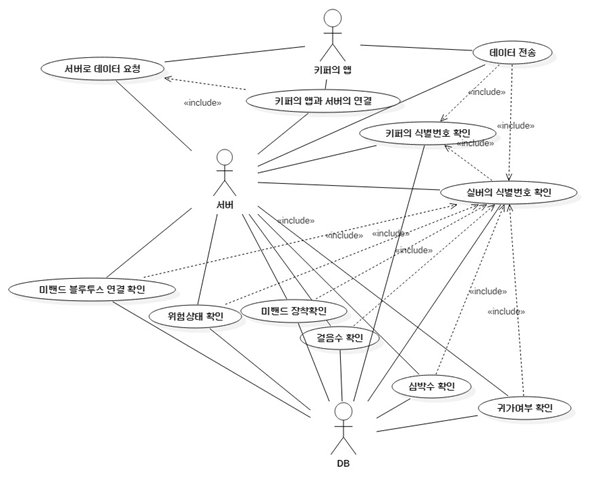 데이터 전송
서버로 데이터 요청
키퍼의 앱
«include»
키퍼의 앱과 서버의 연결
«include»
«include»
키퍼의 식별번호 확인
«include»
실버의 식별번호 확인
서버
«include»
«include»
«include»
«include»
미밴드 블루투스 연결 확인
«include»
위험상태 확인
미밴드 장착확인
«include»
걸음수 확인
심박수 확인
귀가여부 확인
DB